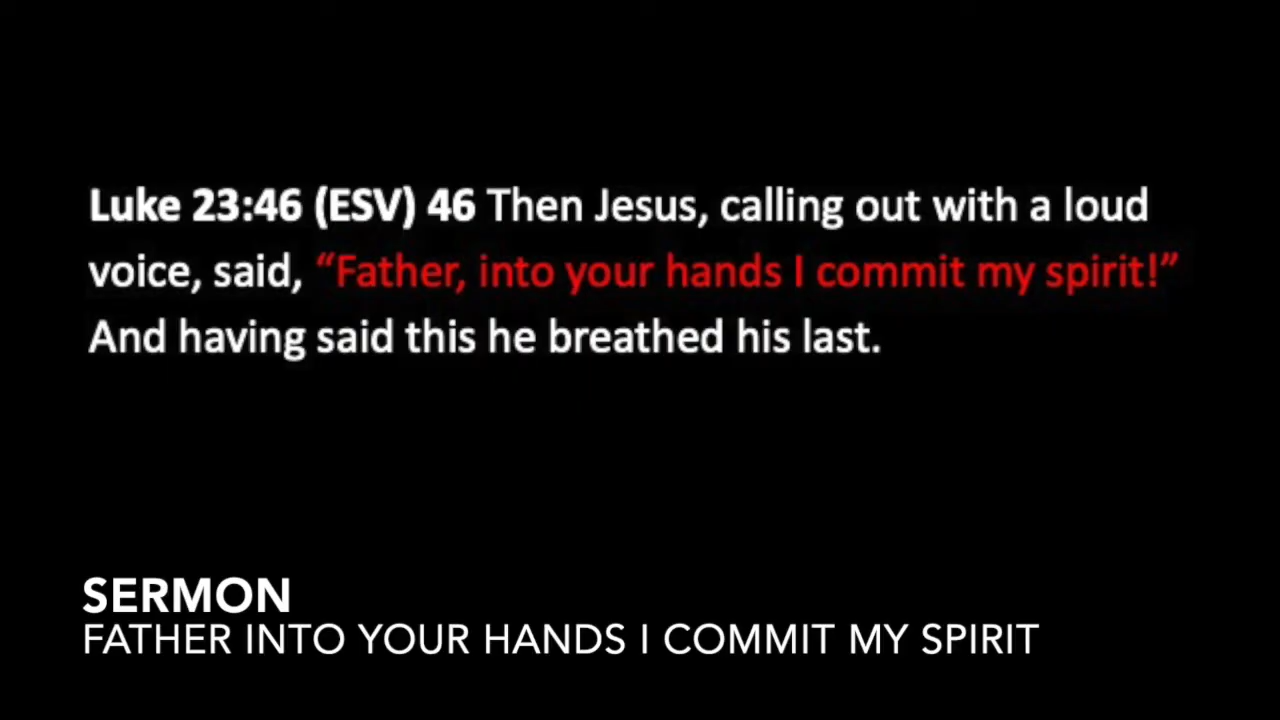 Luke 23:46 (ESV) 46 Then Jesus, calling out with a loud
voice, said, “Father, into your hands I commit my spirit!”
And having said this he breathed his last.
SERMON
FATHER INTO YOUR HANDS I COMMIT MY SPIRIT